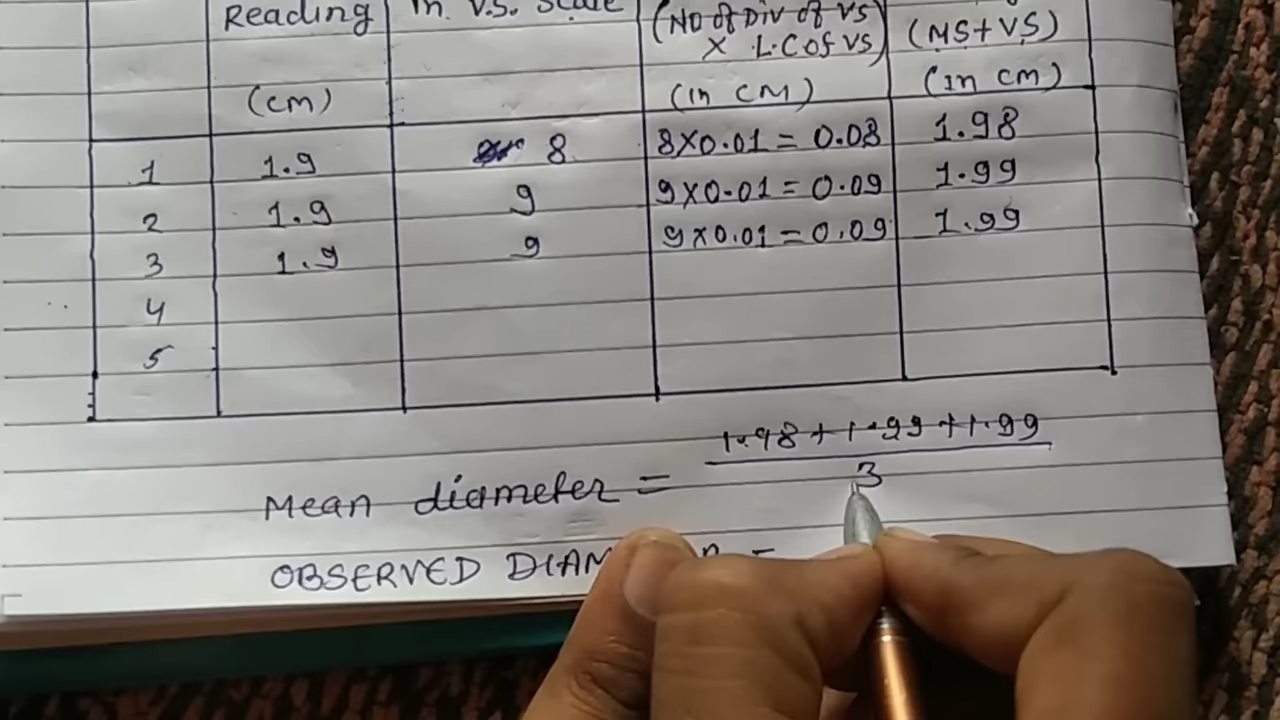 Reading In V.S. Scale (No of Div of VS
X L.C of VS) (MS+VS)
(cm) (in cm) (in cm)
1 1.9 8 8X0.01 = 0.08 1.98
2 1.9 9 9X0.01 = 0.09 1.99
3 1.9 9 9X0.01 = 0.09 1.99
4
5
1.98 + 1.99 + 1.99
Mean diameter =
3
OBSERVED =